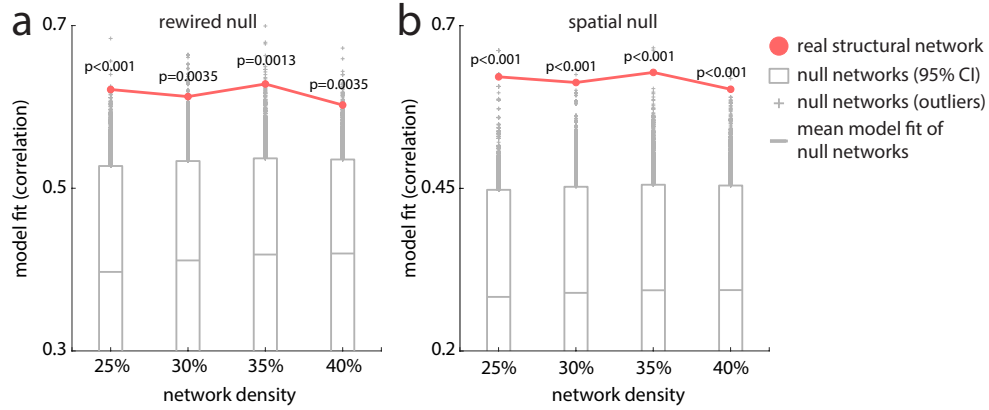 a
rewired null
0.7
0.5
0.3
model fit (correlation)
p<0.001
p=0.0035
p=0.0013
p=0.0035
25%
30%
35%
40%
network density
b
spatial null
0.7
0.45
0.2
model fit (correlation)
p<0.001
p<0.001
p<0.001
p<0.001
25%
30%
35%
40%
network density
real structural network
null networks (95% CI)
null networks (outliers)
mean model fit of
null networks